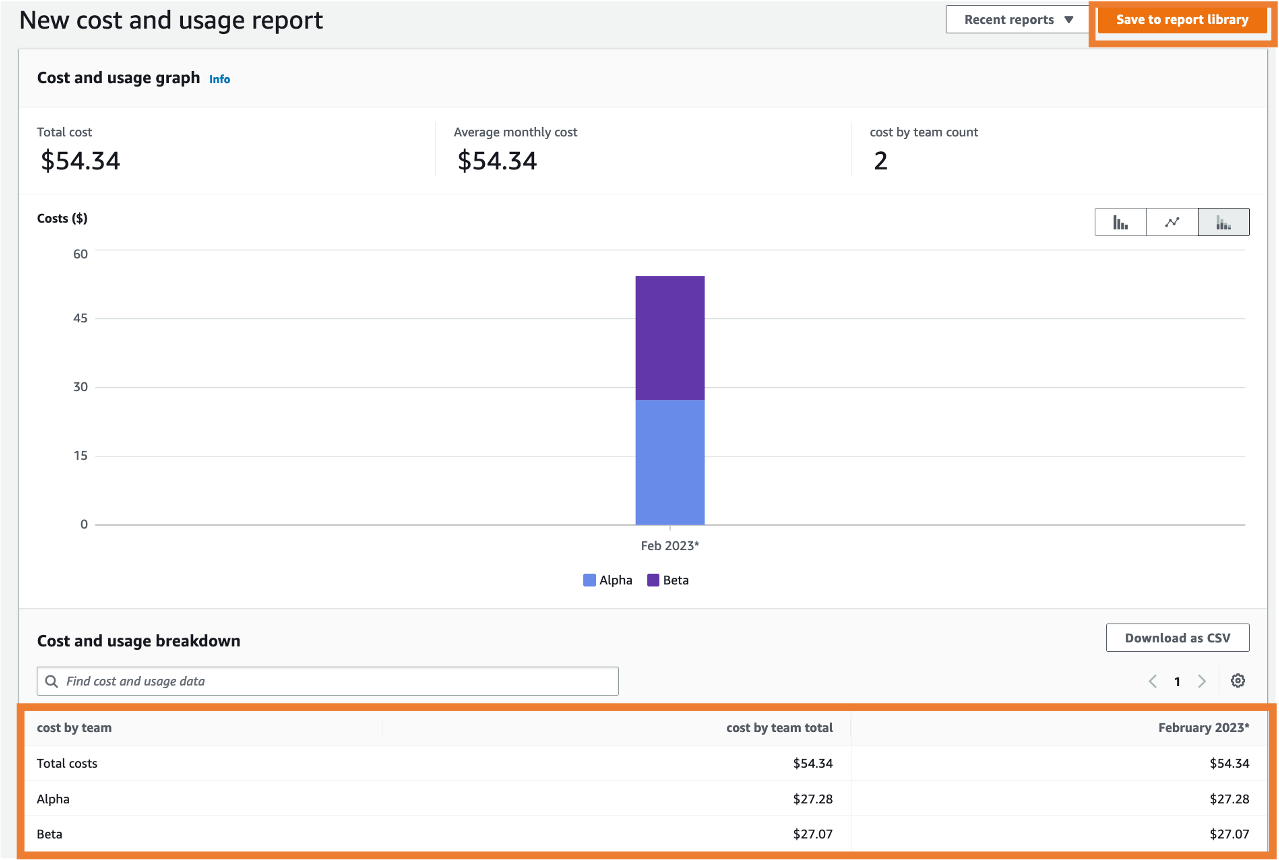 New cost and usage report
Recent reports ▼
Save to report library
Cost and usage graph Info
Total cost
$54.34
Average monthly cost
$54.34
cost by team count
2
Costs ($)
60
45
30
15
0
Feb 2023*
Alpha Beta
Cost and usage breakdown
Download as CSV
Find cost and usage data
1
cost by team cost by team total February 2023*
Total costs $54.34 $54.34
Alpha $27.28 $27.28
Beta $27.07 $27.07